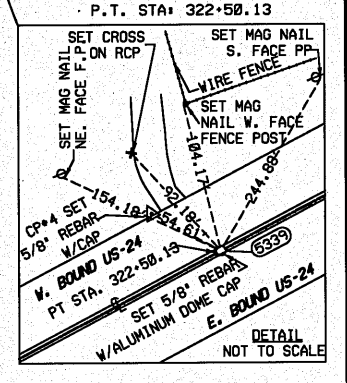 P.T. STA: 322+50.13
SET CROSS
ON RCP
SET MAG NAIL
S. FACE PP
SET MAG NAIL
NE. FACE F.P.
WIRE FENCE
SET MAG
NAIL W. FACE
FENCE POST
104.17
244.88
154.18
92.18
54.61
CP#4 SET
5/8" REBAR
W/CAP
W. BOUND US-24
PT STA. 322+50.13
5339
SET 5/8" REBAR
W/ALUMINUM DOME CAP
E. BOUND US-24
DETAIL
NOT TO SCALE